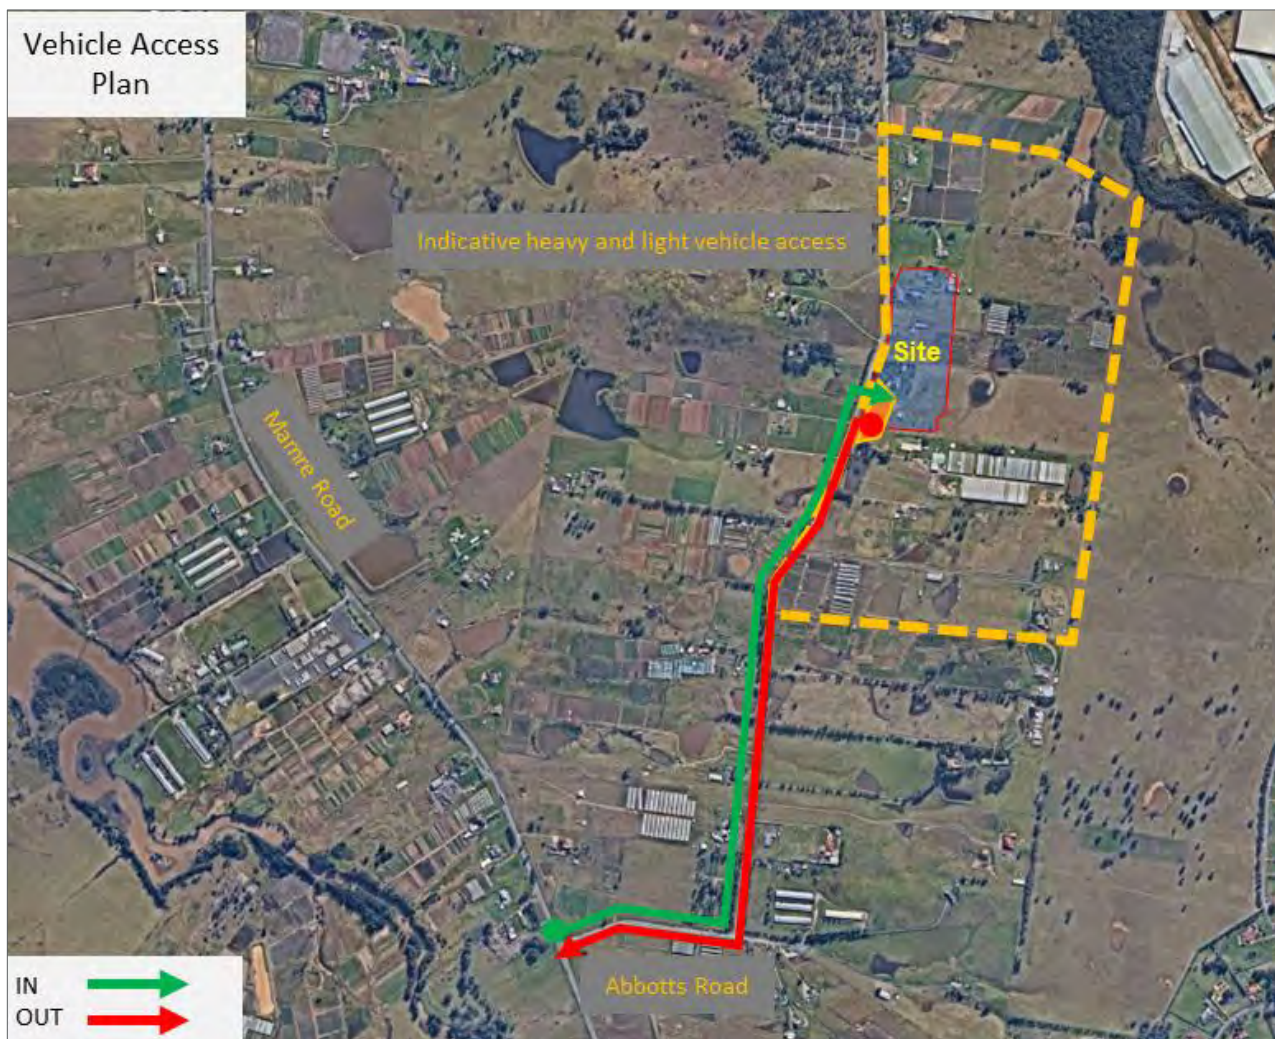 Vehicle Access
Plan
Indicative heavy and light vehicle access
Site
Mamre Road
Abbotts Road
IN
OUT